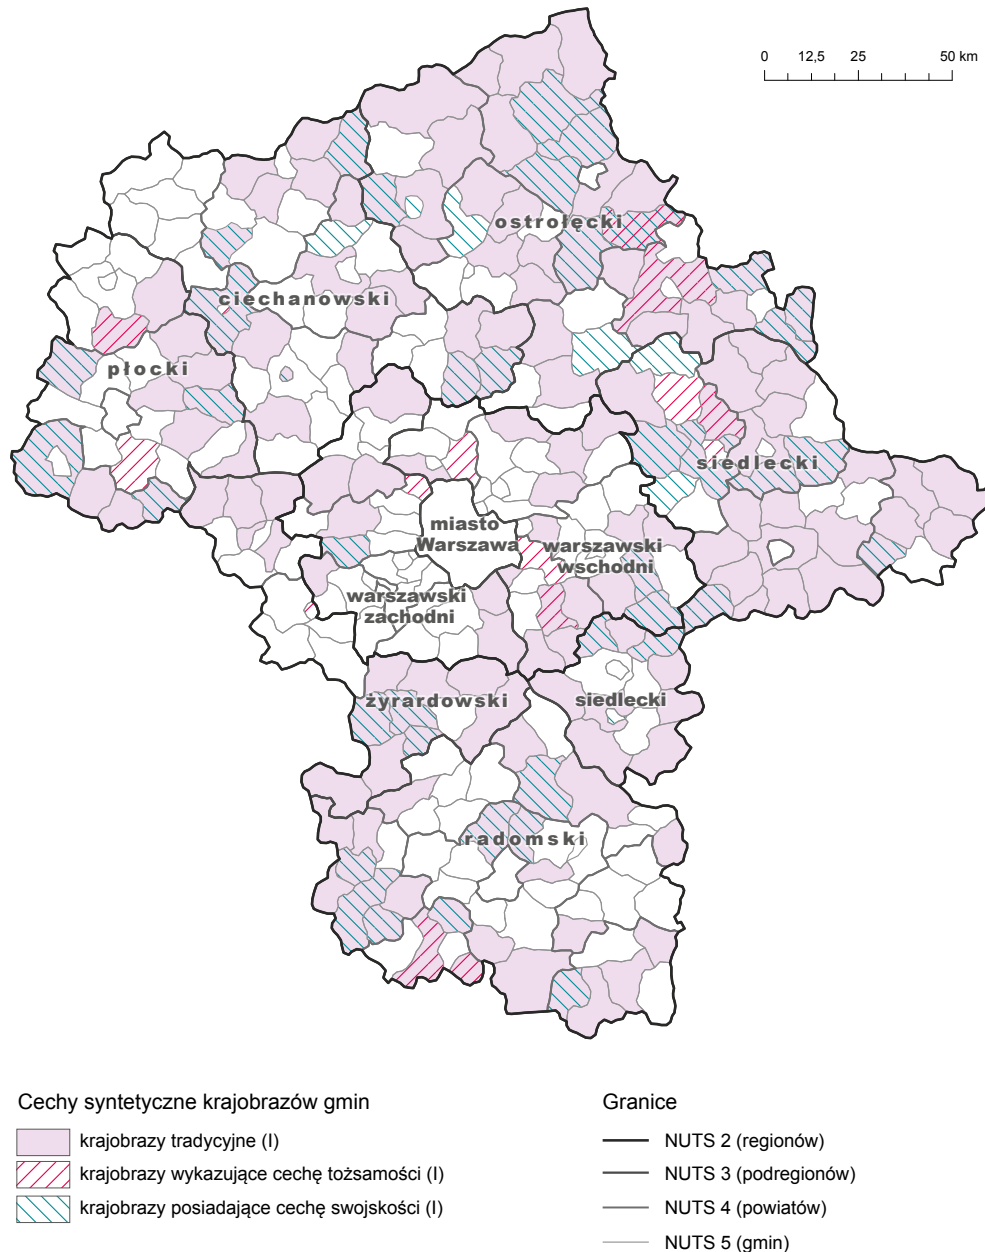 0 12,5 25 50 km
ostrołęcki
ciechanowski
płocki
siedlecki
miasto
Warszawa
warszawski
wschodni
warszawski
zachodni
żyrardowski
siedlecki
radomski
Cechy syntetyczne krajobrazów gmin
krajobrazy tradycyjne (I)
krajobrazy wykazujące cechę tożsamości (I)
krajobrazy posiadające cechę swojskości (I)
Granice
NUTS 2 (regionów)
NUTS 3 (podregionów)
NUTS 4 (powiatów)
NUTS 5 (gmin)